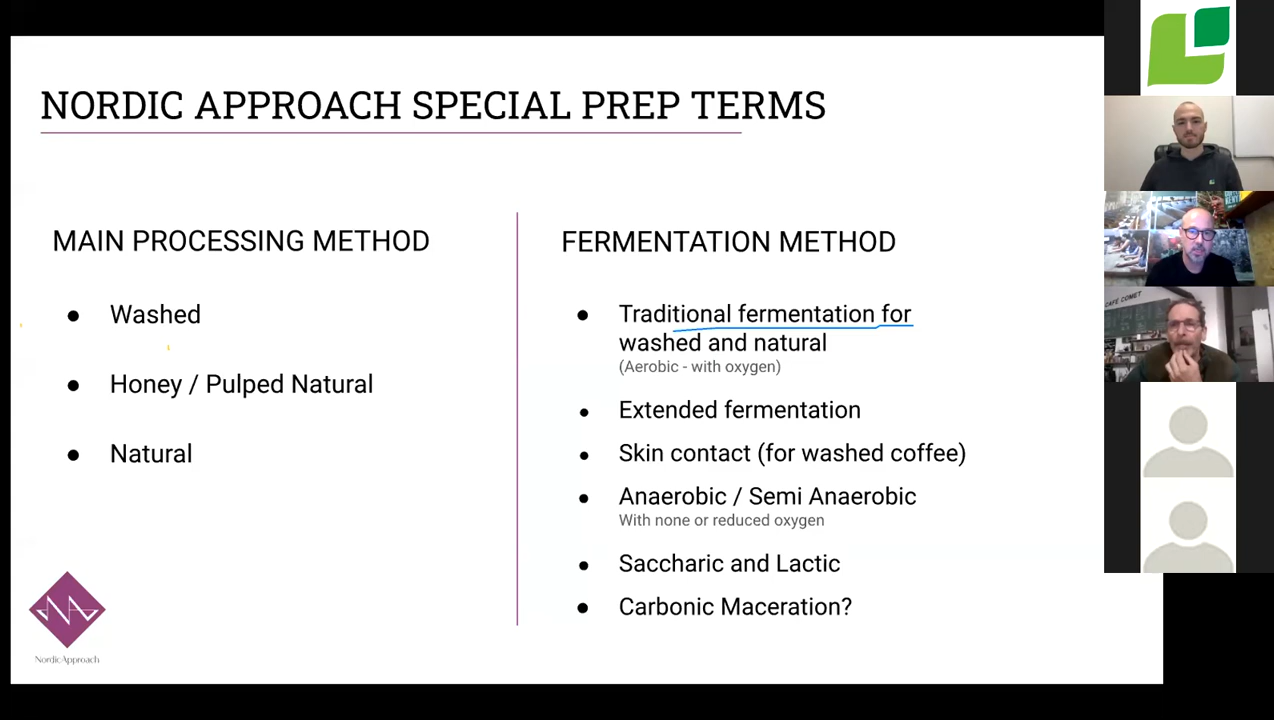 NORDIC APPROACH SPECIAL PREP TERMS
MAIN PROCESSING METHOD
Washed
Honey / Pulped Natural
Natural
FERMENTATION METHOD
Traditional fermentation for
washed and natural
(Aerobic - with oxygen)
Extended fermentation
Skin contact (for washed coffee)
Anaerobic / Semi Anaerobic
With none or reduced oxygen
Saccharic and Lactic
Carbonic Maceration?
NordicApproach
CAFE COMET